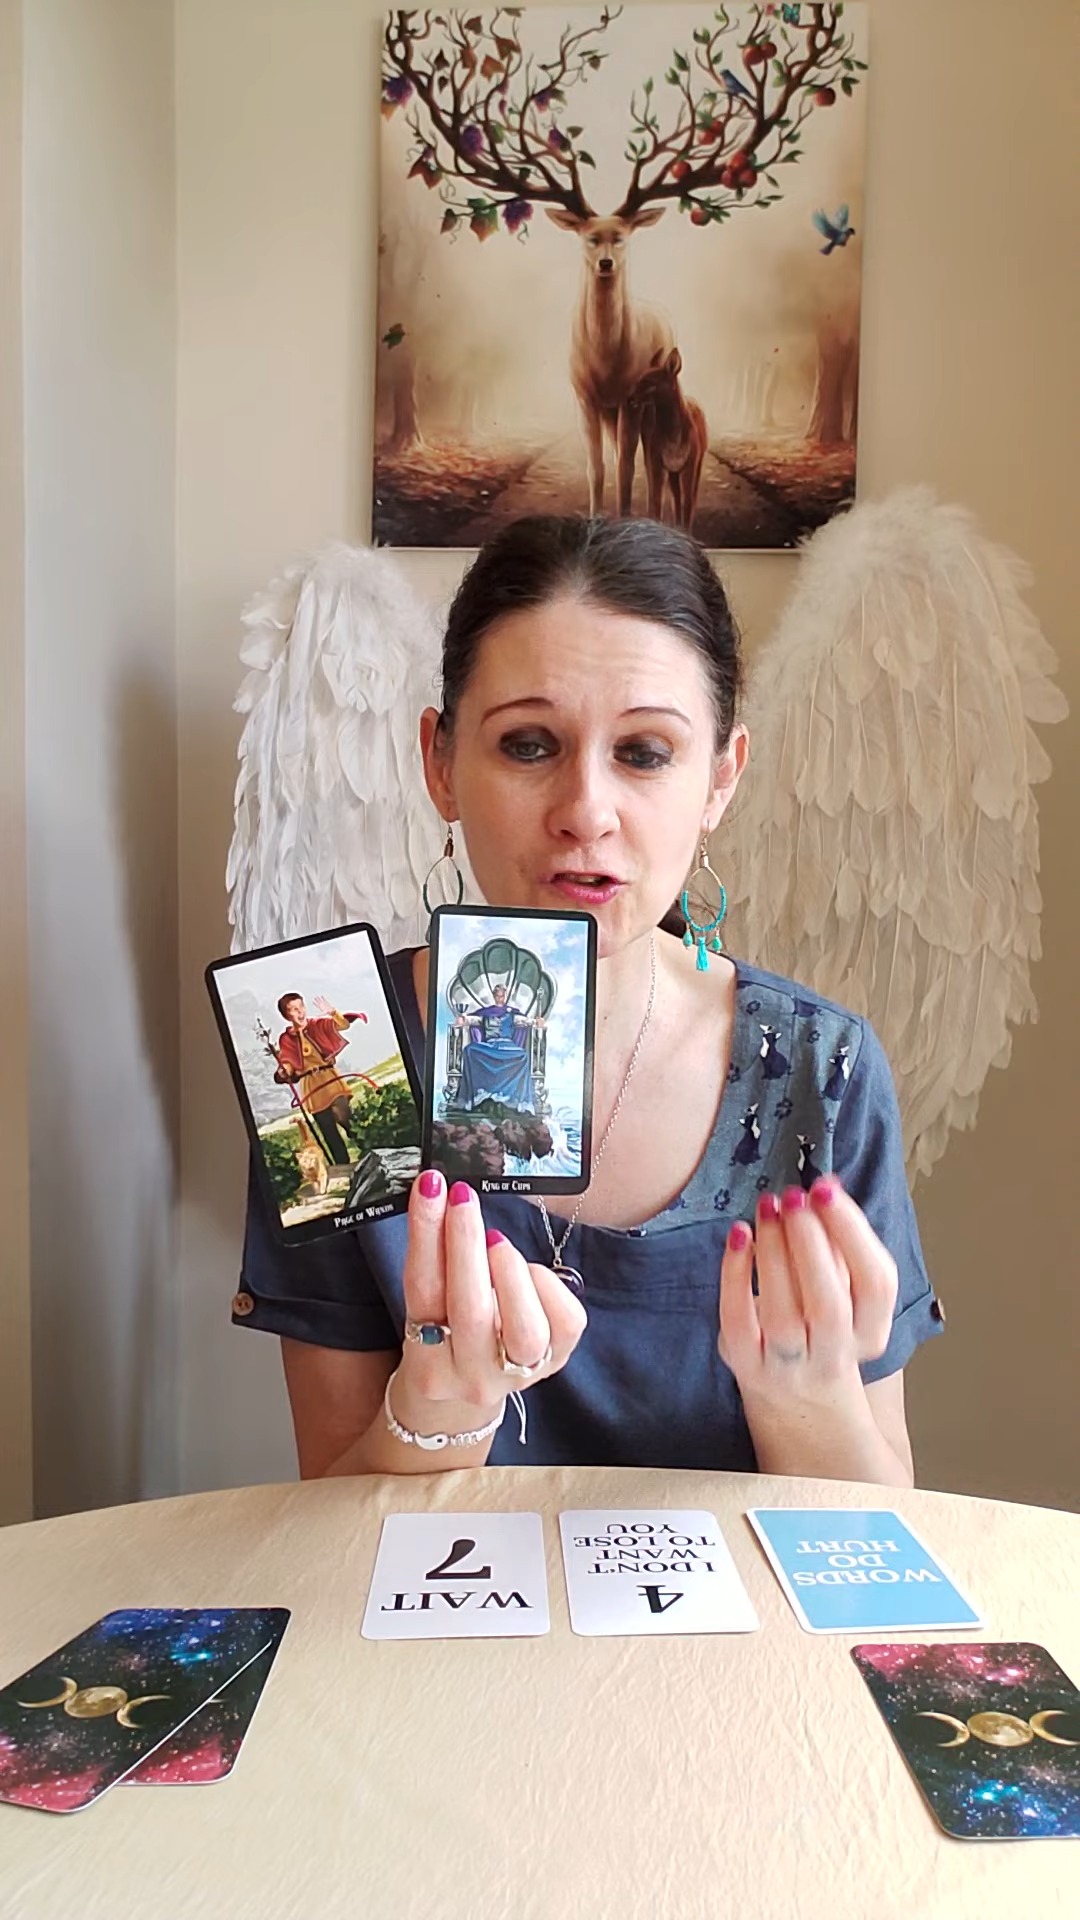 PAGE OF WANDS
KING OF CUPS
WAIT
7
4
I DON'T
WANT
TO LOSE
YOU
WORDS
DO
HURT